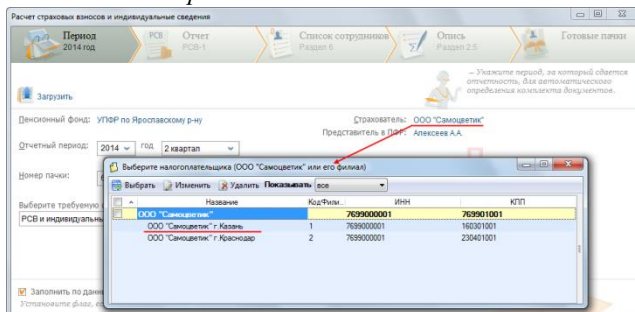 Расчет страховых взносов и индивидуальные сведения
Период
2014 год
РСВ
Отчет
РСВ-1
Список сотрудников
Раздел 6
Опись
Раздел 2.5
Готовые пачки
– Укажите период, за который сдается
отчетность, для автоматического
определения комплекта документов.
Загрузить
Пенсионный фонд: УПФР по Ярославскому р-ну
Страхователь: ООО "Самоцветик"
Представитель в ПФР: Алексеев А.А.
Отчетный период: 2014 год 2 квартал
Номер пачки:
Выберите требуемую
РСВ и индивидуальн
Выберите налогоплательщика (ООО "Самоцветик" или его филиал)
Выбрать Изменить Удалить Показывать все
Название КодФили... ИНН КПП
ООО "Самоцветик" 7699000001 769901001
ООО "Самоцветик" г.Казань 1 7699000001 160301001
ООО "Самоцветик" г.Краснодар 2 7699000001 230401001
Заполнить по данн
Установите флаг, ес